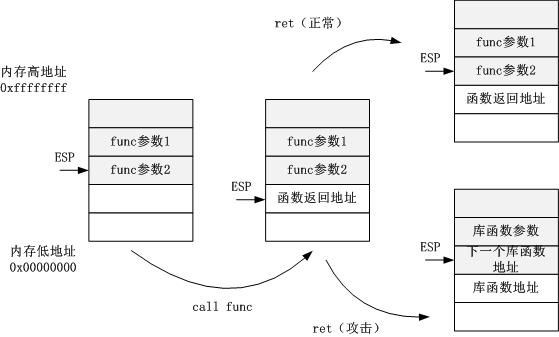 ret（正常）
func参数1
ESP
func参数2
函数返回地址
内存高地址
0xffffffff
func参数1
ESP
func参数2
func参数1
func参数2
ESP
函数返回地址
内存低地址
0x00000000
call func
库函数参数
ESP
下一个库函数
地址
库函数地址
ret（攻击）